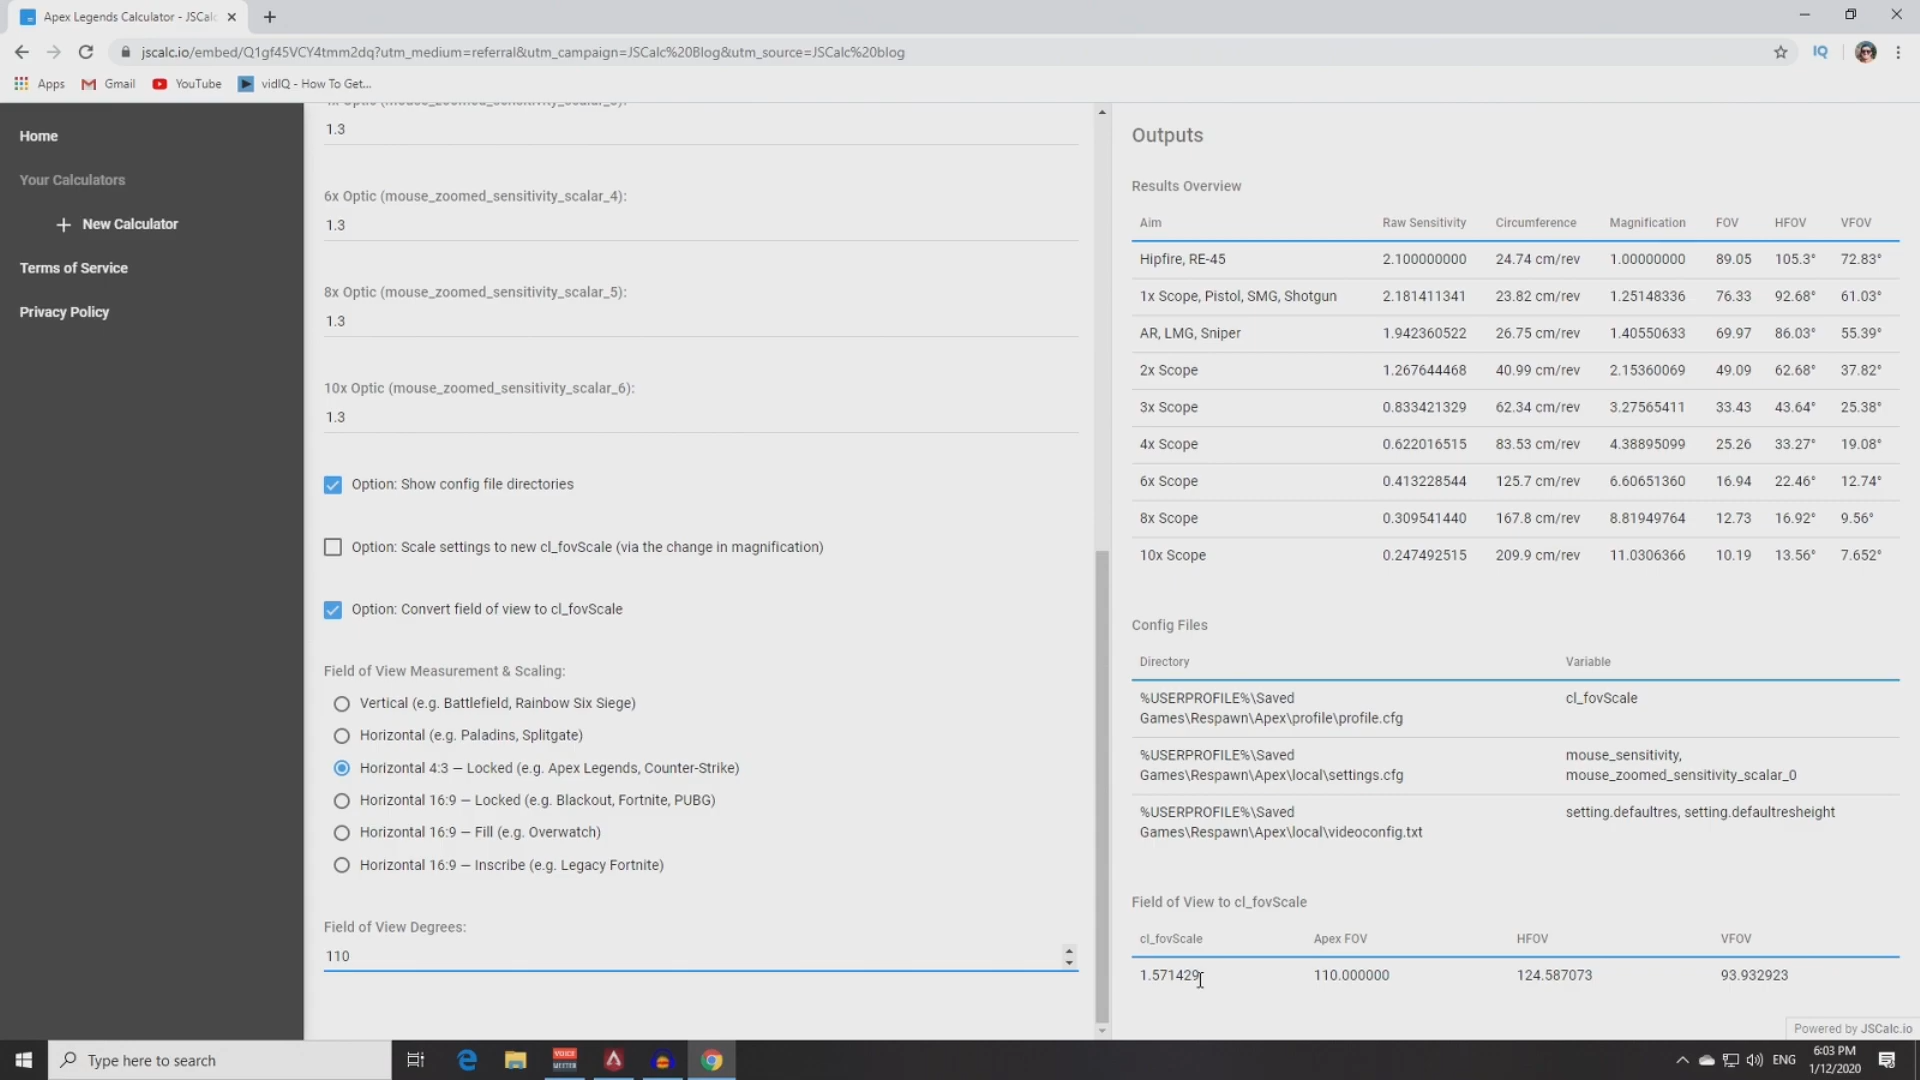 Apex Legends Calculator - JSCalc
jscalc.io/embed/Q1gf45VCY4tmm2dq?utm_medium=referral&utm_campaign=JSCalc%20Blog&utm_source=JSCalc%20blog
IQ
Apps Gmail YouTube vidIQ - How To Get...
Home
Your Calculators
+ New Calculator
Terms of Service
Privacy Policy
1.3
6x Optic (mouse_zoomed_sensitivity_scalar_4):
1.3
8x Optic (mouse_zoomed_sensitivity_scalar_5):
1.3
10x Optic (mouse_zoomed_sensitivity_scalar_6):
1.3
Option: Show config file directories
Option: Scale settings to new cl_fovScale (via the change in magnification)
Option: Convert field of view to cl_fovScale
Field of View Measurement & Scaling:
Vertical (e.g. Battlefield, Rainbow Six Siege)
Horizontal (e.g. Paladins, Splitgate)
Horizontal 4:3 — Locked (e.g. Apex Legends, Counter-Strike)
Horizontal 16:9 — Locked (e.g. Blackout, Fortnite, PUBG)
Horizontal 16:9 — Fill (e.g. Overwatch)
Horizontal 16:9 — Inscribe (e.g. Legacy Fortnite)
Field of View Degrees:
110
Outputs
Results Overview
Aim Raw Sensitivity Circumference Magnification FOV HFOV VFOV
Hipfire, RE-45 2.100000000 24.74 cm/rev 1.00000000 89.05 105.3° 72.83°
1x Scope, Pistol, SMG, Shotgun 2.181411341 23.82 cm/rev 1.25148336 76.33 92.68° 61.03°
AR, LMG, Sniper 1.942360522 26.75 cm/rev 1.40550633 69.97 86.03° 55.39°
2x Scope 1.267644468 40.99 cm/rev 2.15360069 49.09 62.68° 37.82°
3x Scope 0.833421329 62.34 cm/rev 3.27565411 33.43 43.64° 25.38°
4x Scope 0.622016515 83.53 cm/rev 4.38895099 25.26 33.27° 19.08°
6x Scope 0.413228544 125.7 cm/rev 6.60651360 16.94 22.46° 12.74°
8x Scope 0.309541440 167.8 cm/rev 8.81949764 12.73 16.92° 9.56°
10x Scope 0.247492515 209.9 cm/rev 11.0306366 10.19 13.56° 7.652°
Config Files
Directory Variable
%USERPROFILE%\Saved cl_fovScale
Games\Respawn\Apex\profile\profile.cfg
%USERPROFILE%\Saved mouse_sensitivity,
Games\Respawn\Apex\local\settings.cfg mouse_zoomed_sensitivity_scalar_0
%USERPROFILE%\Saved setting.defaultres, setting.defaultresheight
Games\Respawn\Apex\local\videoconfig.txt
Field of View to cl_fovScale
cl_fovScale Apex FOV HFOV VFOV
1.571429 110.000000 124.587073 93.932923
Powered by JSCalc.io
Type here to search
VOICE
MEETER
ENG
6:03 PM
1/12/2020